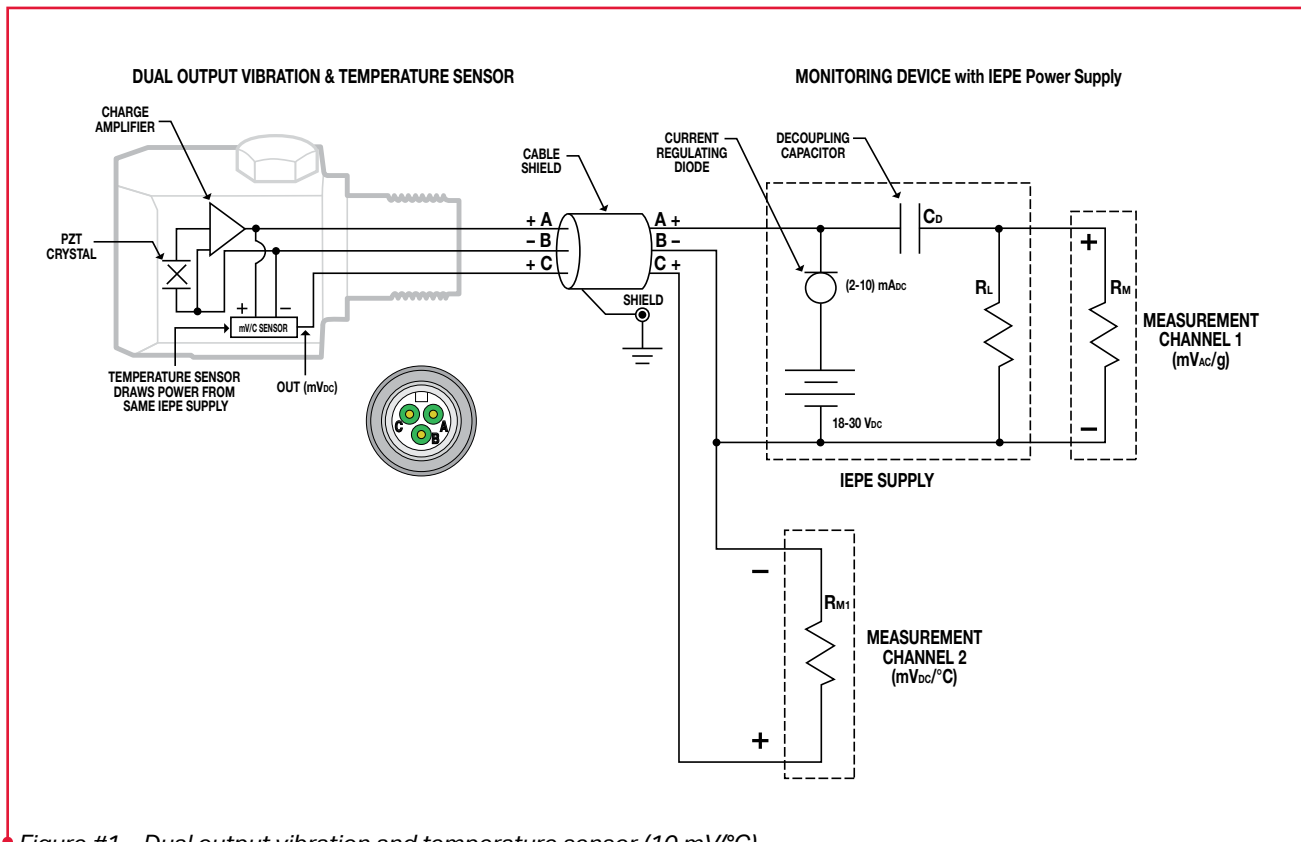 DUAL OUTPUT VIBRATION & TEMPERATURE SENSOR
MONITORING DEVICE with IEPE Power Supply
CHARGE
AMPLIFIER
CABLE
SHIELD
CURRENT
REGULATING
DIODE
DECOUPLING
CAPACITOR
PZT
CRYSTAL
+ A
– B
+ C
A +
B –
C +
SHIELD
+ –
mV/C SENSOR
TEMPERATURE SENSOR
DRAWS POWER FROM
SAME IEPE SUPPLY
OUT (mVDC)
C A
B
CD
(2-10) mADC
RL
18-30 VDC
IEPE SUPPLY
+
RM
–
MEASUREMENT
CHANNEL 1
(mVAC/g)
–
RM1
+
MEASUREMENT
CHANNEL 2
(mVDC/°C)
Figure #1 – Dual output vibration and temperature sensor (10 mV/°C)